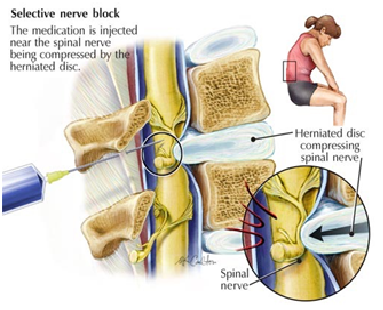 Selective nerve block
The medication is injected
near the spinal nerve
being compressed by the
herniated disc.
Herniated disc
compressing
spinal nerve
Spinal
nerve